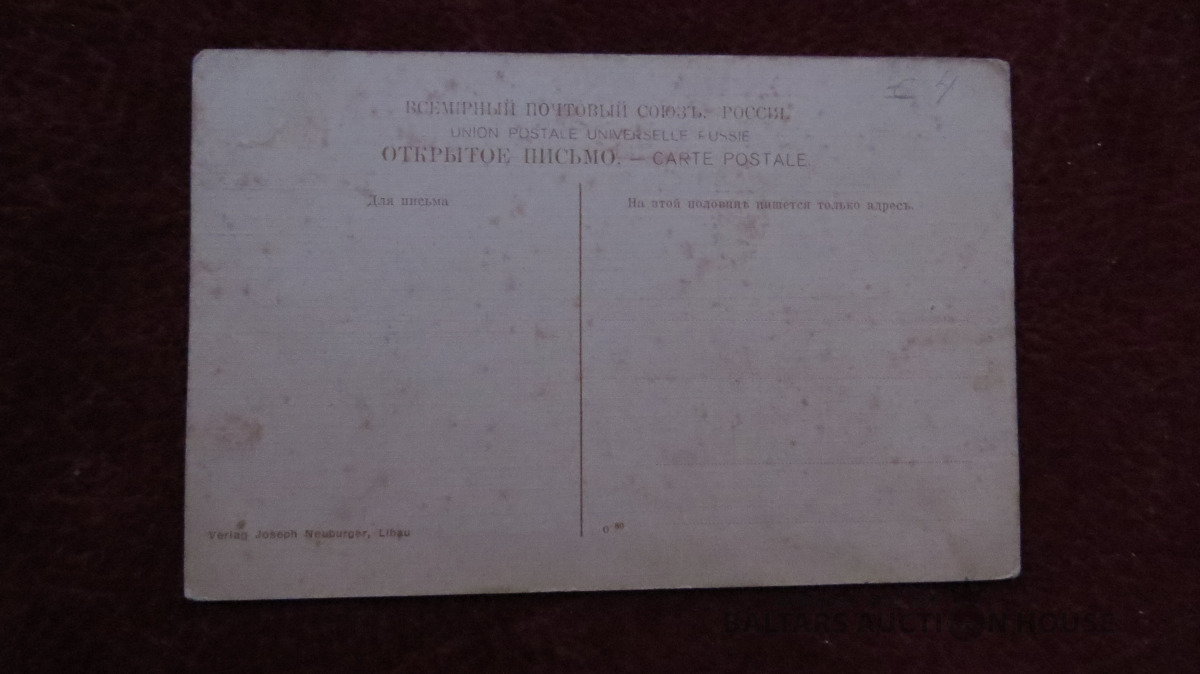 ВСЕМІРНЫЙ ПОЧТОВЫЙ СОЮЗЪ. РОССІЯ.
UNION POSTALE UNIVERSELLE RUSSIE
ОТКРЫТОЕ ПИСЬМО. — CARTE POSTALE.
Для письма
На этой половинѣ пишется только адресъ.
Verlag Joseph Neuburger, Libau
BALTARS AUCTION HOUSE